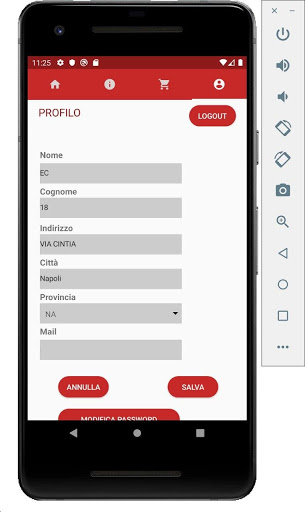 11:25
PROFILO
LOGOUT
Nome
EC
Cognome
18
Indirizzo
VIA CINTIA
Città
Napoli
Provincia
NA
Mail
ANNULLA
SALVA
MODIFICA PASSWORD